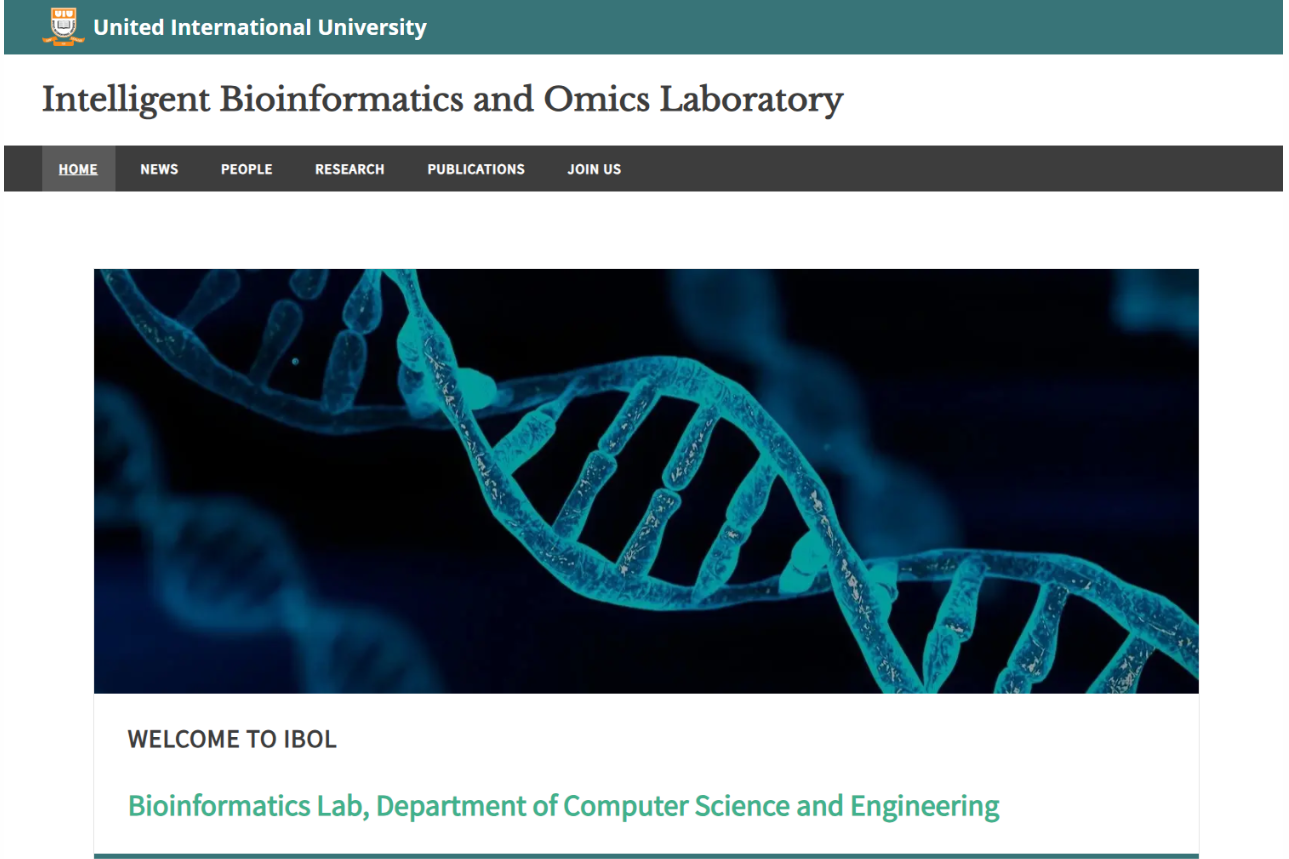 UIU
United International University
Intelligent Bioinformatics and Omics Laboratory
HOME NEWS PEOPLE RESEARCH PUBLICATIONS JOIN US
WELCOME TO IBOL
Bioinformatics Lab, Department of Computer Science and Engineering